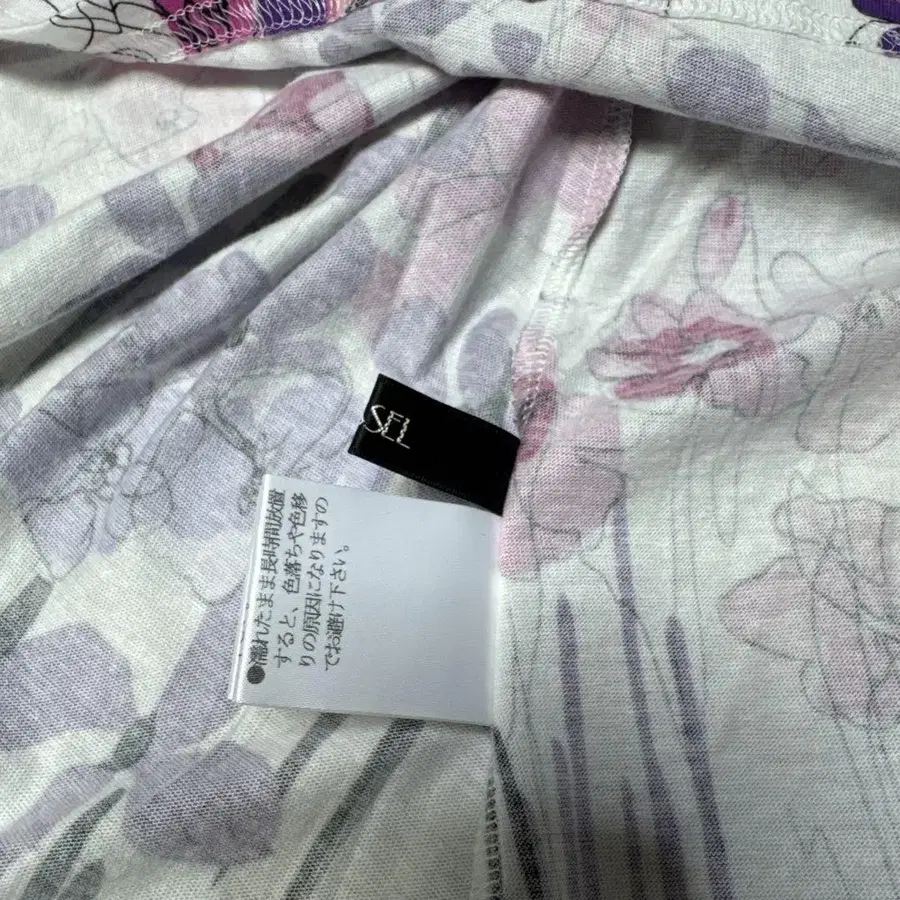 SEL
●濡れたまま長時間放置
すると、色落ちや色移
りの原因になりますの
でお避け下さい。